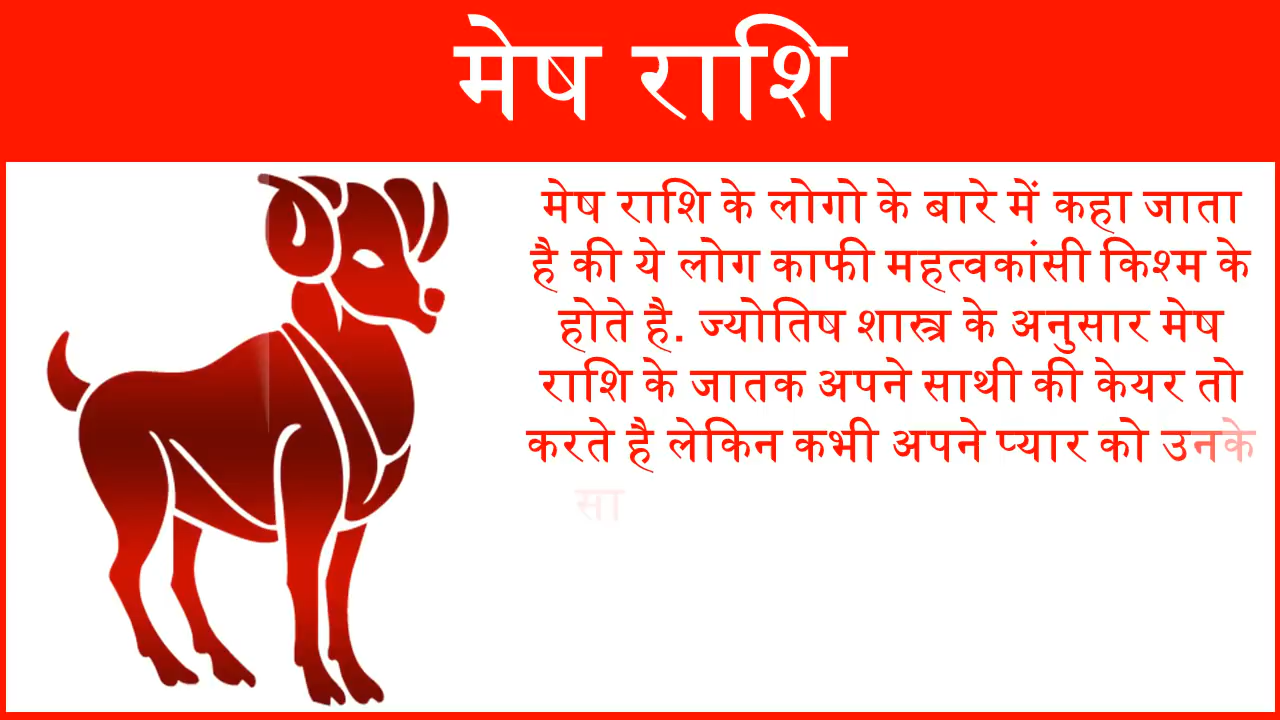 मेष राशि
मेष राशि के लोगो के बारे में कहा जाता
है की ये लोग काफी महत्वकांसी किश्म के
होते है. ज्योतिष शास्त्र के अनुसार मेष
राशि के जातक अपने साथी की केयर तो
करते है लेकिन कभी अपने प्यार को उनके
सा